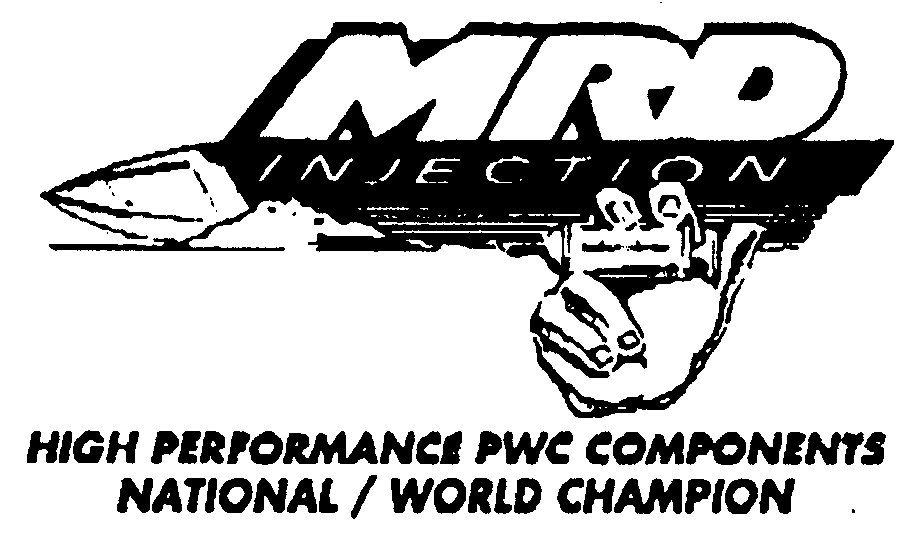 MRD
INJECTION
HIGH PERFORMANCE PWC COMPONENTS
NATIONAL / WORLD CHAMPION